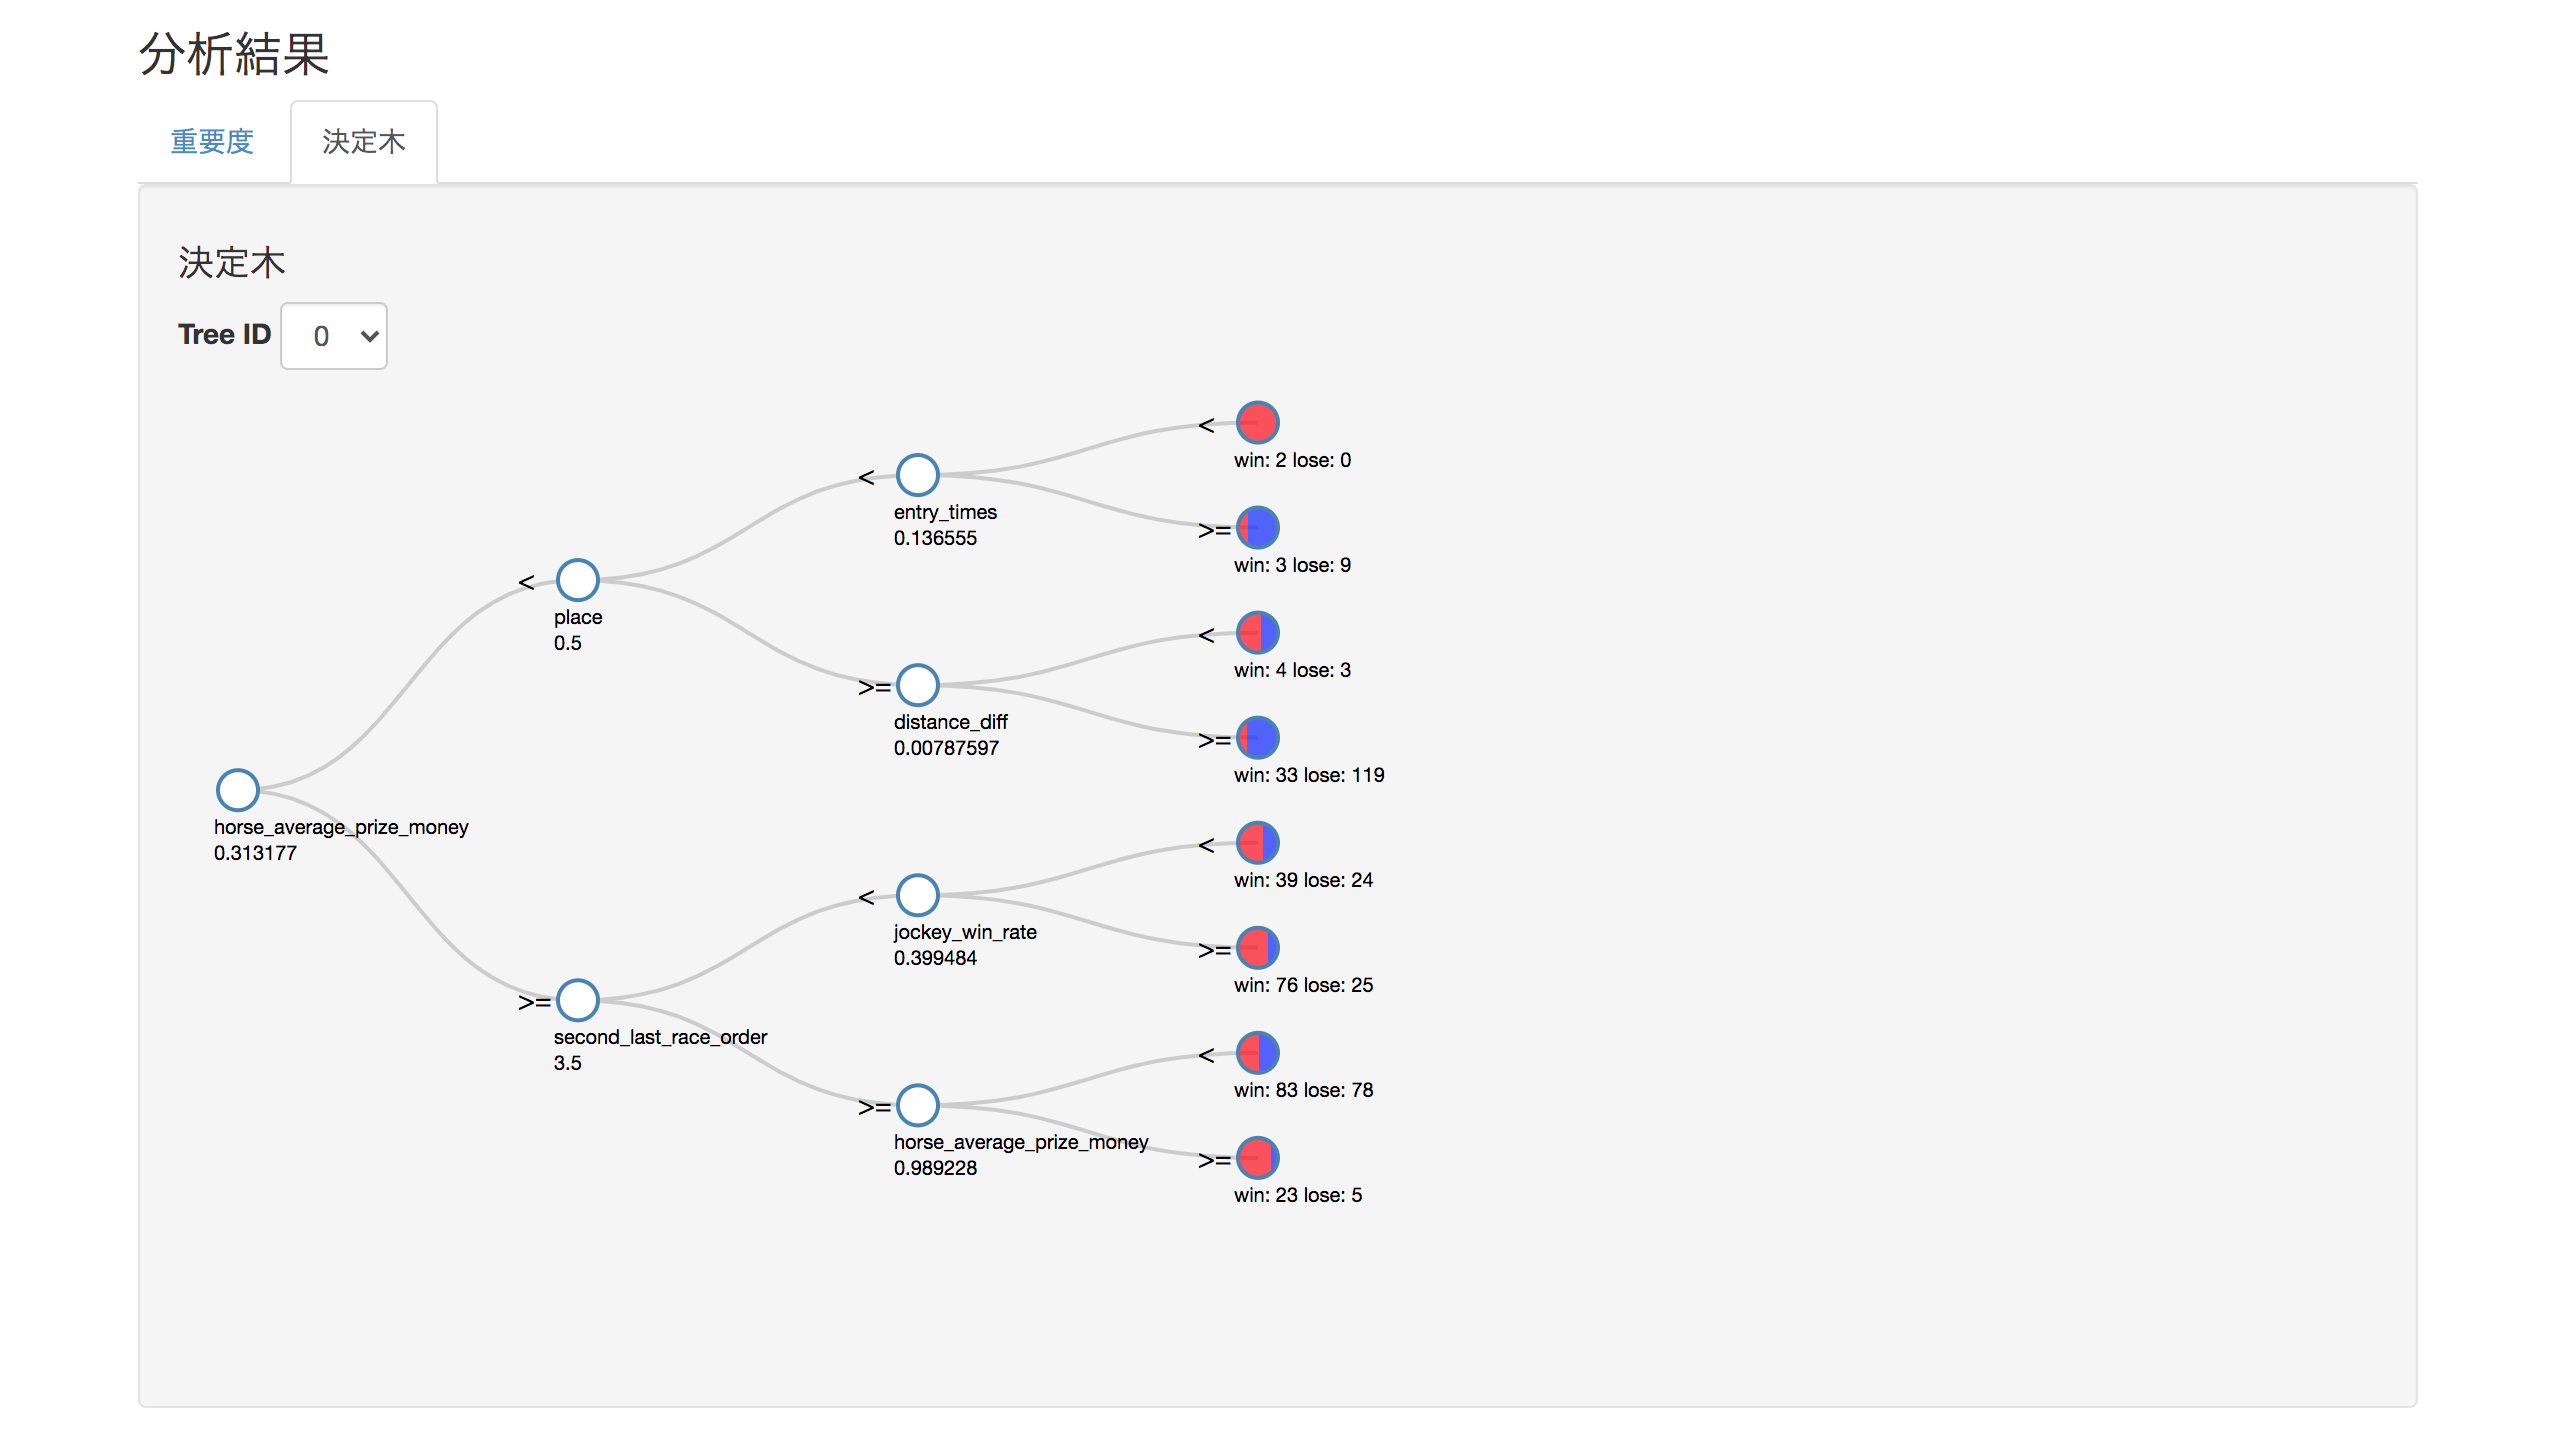 分析結果
重要度 決定木
決定木
Tree ID 0
<
win: 2 lose: 0
<
entry_times
0.136555
>=
win: 3 lose: 9
<
place
0.5
<
win: 4 lose: 3
>=
distance_diff
0.00787597
>=
win: 33 lose: 119
horse_average_prize_money
0.313177
<
win: 39 lose: 24
<
jockey_win_rate
0.399484
>=
win: 76 lose: 25
>=
second_last_race_order
3.5
<
win: 83 lose: 78
>=
horse_average_prize_money
0.989228
>=
win: 23 lose: 5